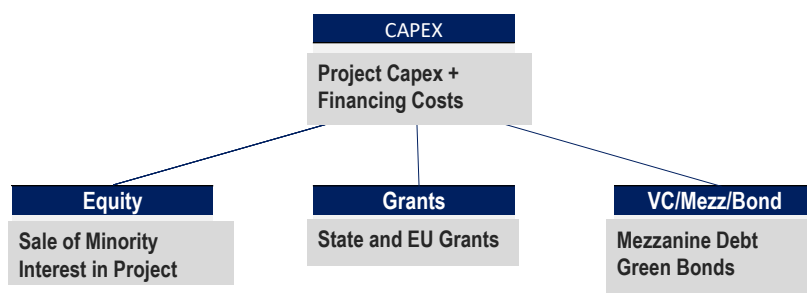 CAPEX
Project Capex +
Financing Costs
Equity
Sale of Minority
Interest in Project
Grants
State and EU Grants
VC/Mezz/Bond
Mezzanine Debt
Green Bonds